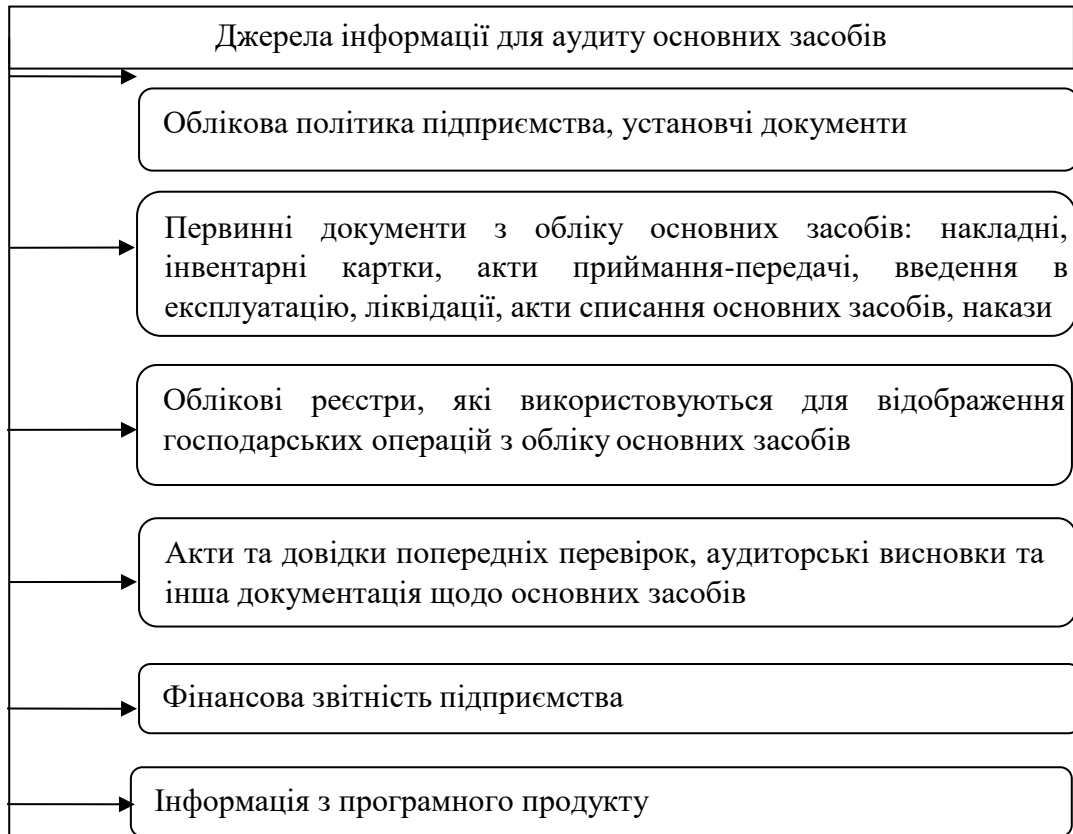 Джерела інформації для аудиту основних засобів
Облікова політика підприємства, установчі документи
Первинні документи з обліку основних засобів: накладні,
інвентарні картки, акти приймання-передачі, введення в
експлуатацію, ліквідації, акти списання основних засобів, накази
Облікові реєстри, які використовуються для відображення
господарських операцій з обліку основних засобів
Акти та довідки попередніх перевірок, аудиторські висновки та
інша документація щодо основних засобів
Фінансова звітність підприємства
Інформація з програмного продукту